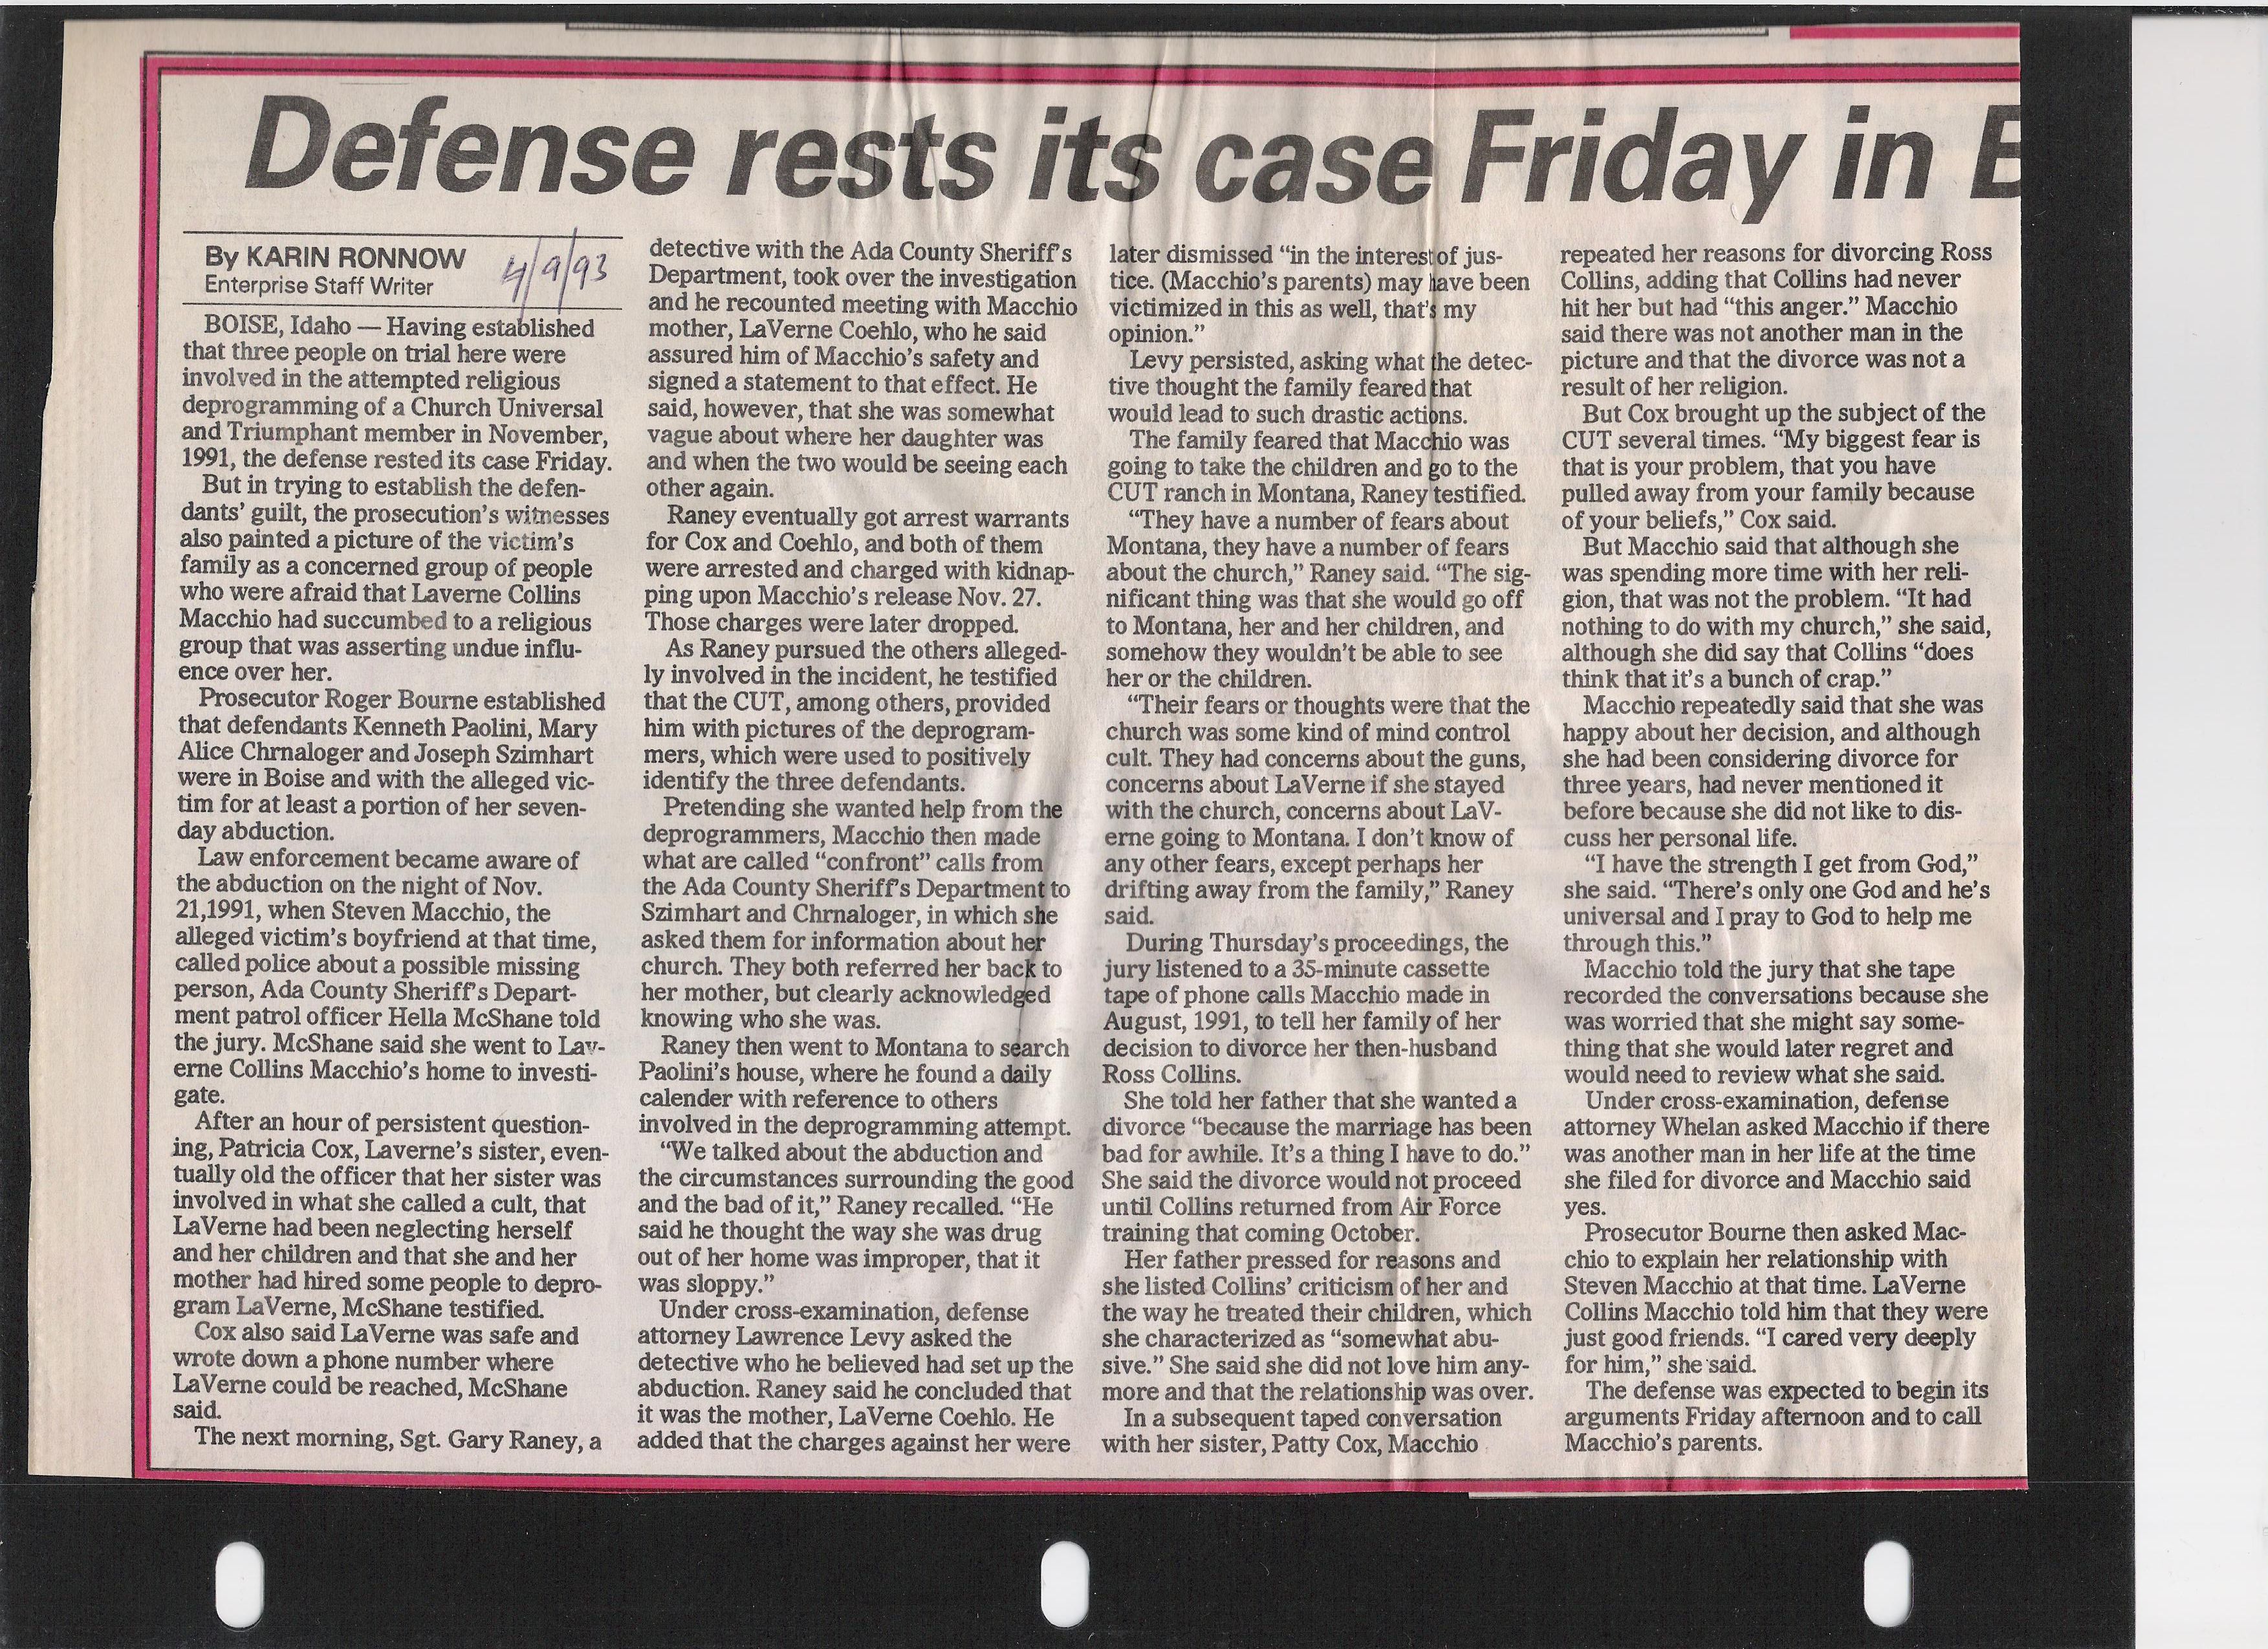 Defense rests its case Friday in
By KARIN RONNOW
Enterprise Staff Writer
4/9/93
BOISE, Idaho — Having established
that three people on trial here were
involved in the attempted religious
deprogramming of a Church Universal
and Triumphant member in November,
1991, the defense rested its case Friday.
But in trying to establish the defen-
dants' guilt, the prosecution's witnesses
also painted a picture of the victim's
family as a concerned group of people
who were afraid that Laverne Collins
Macchio had succumbed to a religious
group that was asserting undue influ-
ence over her.
Prosecutor Roger Bourne established
that defendants Kenneth Paolini, Mary
Alice Chrnaloger and Joseph Szimhart
were in Boise and with the alleged vic-
tim for at least a portion of her seven-
day abduction.
Law enforcement became aware of
the abduction on the night of Nov.
21,1991, when Steven Macchio, the
alleged victim's boyfriend at that time,
called police about a possible missing
person, Ada County Sheriff's Depart-
ment patrol officer Hella McShane told
the jury. McShane said she went to Lav-
erne Collins Macchio's home to investi-
gate.
After an hour of persistent question-
ing, Patricia Cox, Laverne's sister, even-
tually old the officer that her sister was
involved in what she called a cult, that
LaVerne had been neglecting herself
and her children and that she and her
mother had hired some people to depro-
gram LaVerne, McShane testified.
Cox also said LaVerne was safe and
wrote down a phone number where
LaVerne could be reached, McShane
said.
The next morning, Sgt. Gary Raney, a
detective with the Ada County Sheriff's
Department, took over the investigation
and he recounted meeting with Macchio
mother, LaVerne Coehlo, who he said
assured him of Macchio's safety and
signed a statement to that effect. He
said, however, that she was somewhat
vague about where her daughter was
and when the two would be seeing each
other again.
Raney eventually got arrest warrants
for Cox and Coehlo, and both of them
were arrested and charged with kidnap-
ping upon Macchio's release Nov. 27.
Those charges were later dropped.
As Raney pursued the others alleged-
ly involved in the incident, he testified
that the CUT, among others, provided
him with pictures of the deprogram-
mers, which were used to positively
identify the three defendants.
Pretending she wanted help from the
deprogrammers, Macchio then made
what are called "confront" calls from
the Ada County Sheriff's Department to
Szimhart and Chrnaloger, in which she
asked them for information about her
church. They both referred her back to
her mother, but clearly acknowledged
knowing who she was.
Raney then went to Montana to search
Paolini's house, where he found a daily
calender with reference to others
involved in the deprogramming attempt.
"We talked about the abduction and
the circumstances surrounding the good
and the bad of it," Raney recalled. "He
said he thought the way she was drug
out of her home was improper, that it
was sloppy."
Under cross-examination, defense
attorney Lawrence Levy asked the
detective who he believed had set up the
abduction. Raney said he concluded that
it was the mother, LaVerne Coehlo. He
added that the charges against her were
later dismissed "in the interest of jus-
tice. (Macchio's parents) may have been
victimized in this as well, that's my
opinion."
Levy persisted, asking what the detec-
tive thought the family feared that
would lead to such drastic actions.
The family feared that Macchio was
going to take the children and go to the
CUT ranch in Montana, Raney testified.
"They have a number of fears about
Montana, they have a number of fears
about the church," Raney said. "The sig-
nificant thing was that she would go off
to Montana, her and her children, and
somehow they wouldn't be able to see
her or the children.
"Their fears or thoughts were that the
church was some kind of mind control
cult. They had concerns about the guns,
concerns about LaVerne if she stayed
with the church, concerns about LaV-
erne going to Montana. I don't know of
any other fears, except perhaps her
drifting away from the family," Raney
said.
During Thursday's proceedings, the
jury listened to a 35-minute cassette
tape of phone calls Macchio made in
August, 1991, to tell her family of her
decision to divorce her then-husband
Ross Collins.
She told her father that she wanted a
divorce "because the marriage has been
bad for awhile. It's a thing I have to do."
She said the divorce would not proceed
until Collins returned from Air Force
training that coming October.
Her father pressed for reasons and
she listed Collins' criticism of her and
the way he treated their children, which
she characterized as "somewhat abu-
sive." She said she did not love him any-
more and that the relationship was over.
In a subsequent taped conversation
with her sister, Patty Cox, Macchio
repeated her reasons for divorcing Ross
Collins, adding that Collins had never
hit her but had "this anger." Macchio
said there was not another man in the
picture and that the divorce was not a
result of her religion.
But Cox brought up the subject of the
CUT several times. "My biggest fear is
that is your problem, that you have
pulled away from your family because
of your beliefs," Cox said.
But Macchio said that although she
was spending more time with her reli-
gion, that was not the problem. "It had
nothing to do with my church," she said,
although she did say that Collins "does
think that it's a bunch of crap."
Macchio repeatedly said that she was
happy about her decision, and although
she had been considering divorce for
three years, had never mentioned it
before because she did not like to dis-
cuss her personal life.
"I have the strength I get from God,"
she said. "There's only one God and he's
universal and I pray to God to help me
through this."
Macchio told the jury that she tape
recorded the conversations because she
was worried that she might say some-
thing that she would later regret and
would need to review what she said.
Under cross-examination, defense
attorney Whelan asked Macchio if there
was another man in her life at the time
she filed for divorce and Macchio said
yes.
Prosecutor Bourne then asked Mac-
chio to explain her relationship with
Steven Macchio at that time. LaVerne
Collins Macchio told him that they were
just good friends. "I cared very deeply
for him," she said.
The defense was expected to begin its
arguments Friday afternoon and to call
Macchio's parents.